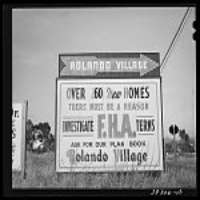 ROLANDO VILLAGE
OVER 160 New HOMES
THERE MUST BE A REASON
INVESTIGATE F.H.A. TERMS
ASK FOR OUR PLAN BOOK
Rolando Village